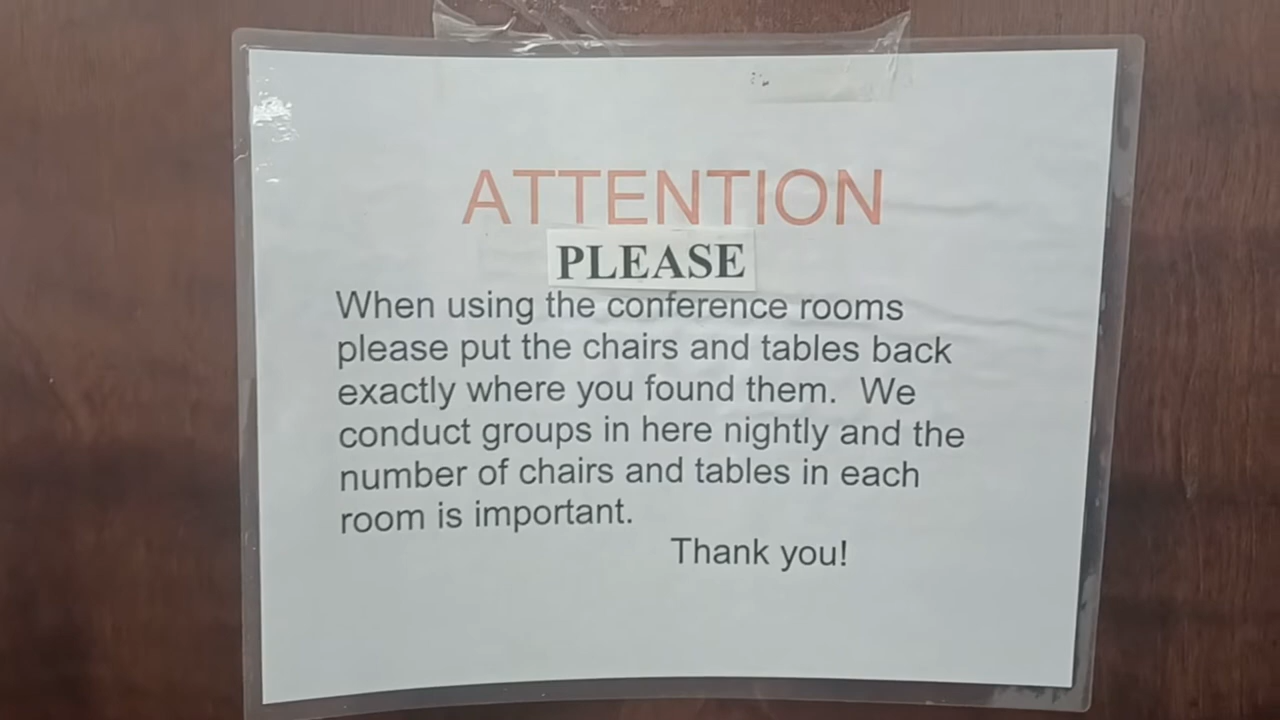 ATTENTION
PLEASE
When using the conference rooms
please put the chairs and tables back
exactly where you found them.  We
conduct groups in here nightly and the
number of chairs and tables in each
room is important.
Thank you!